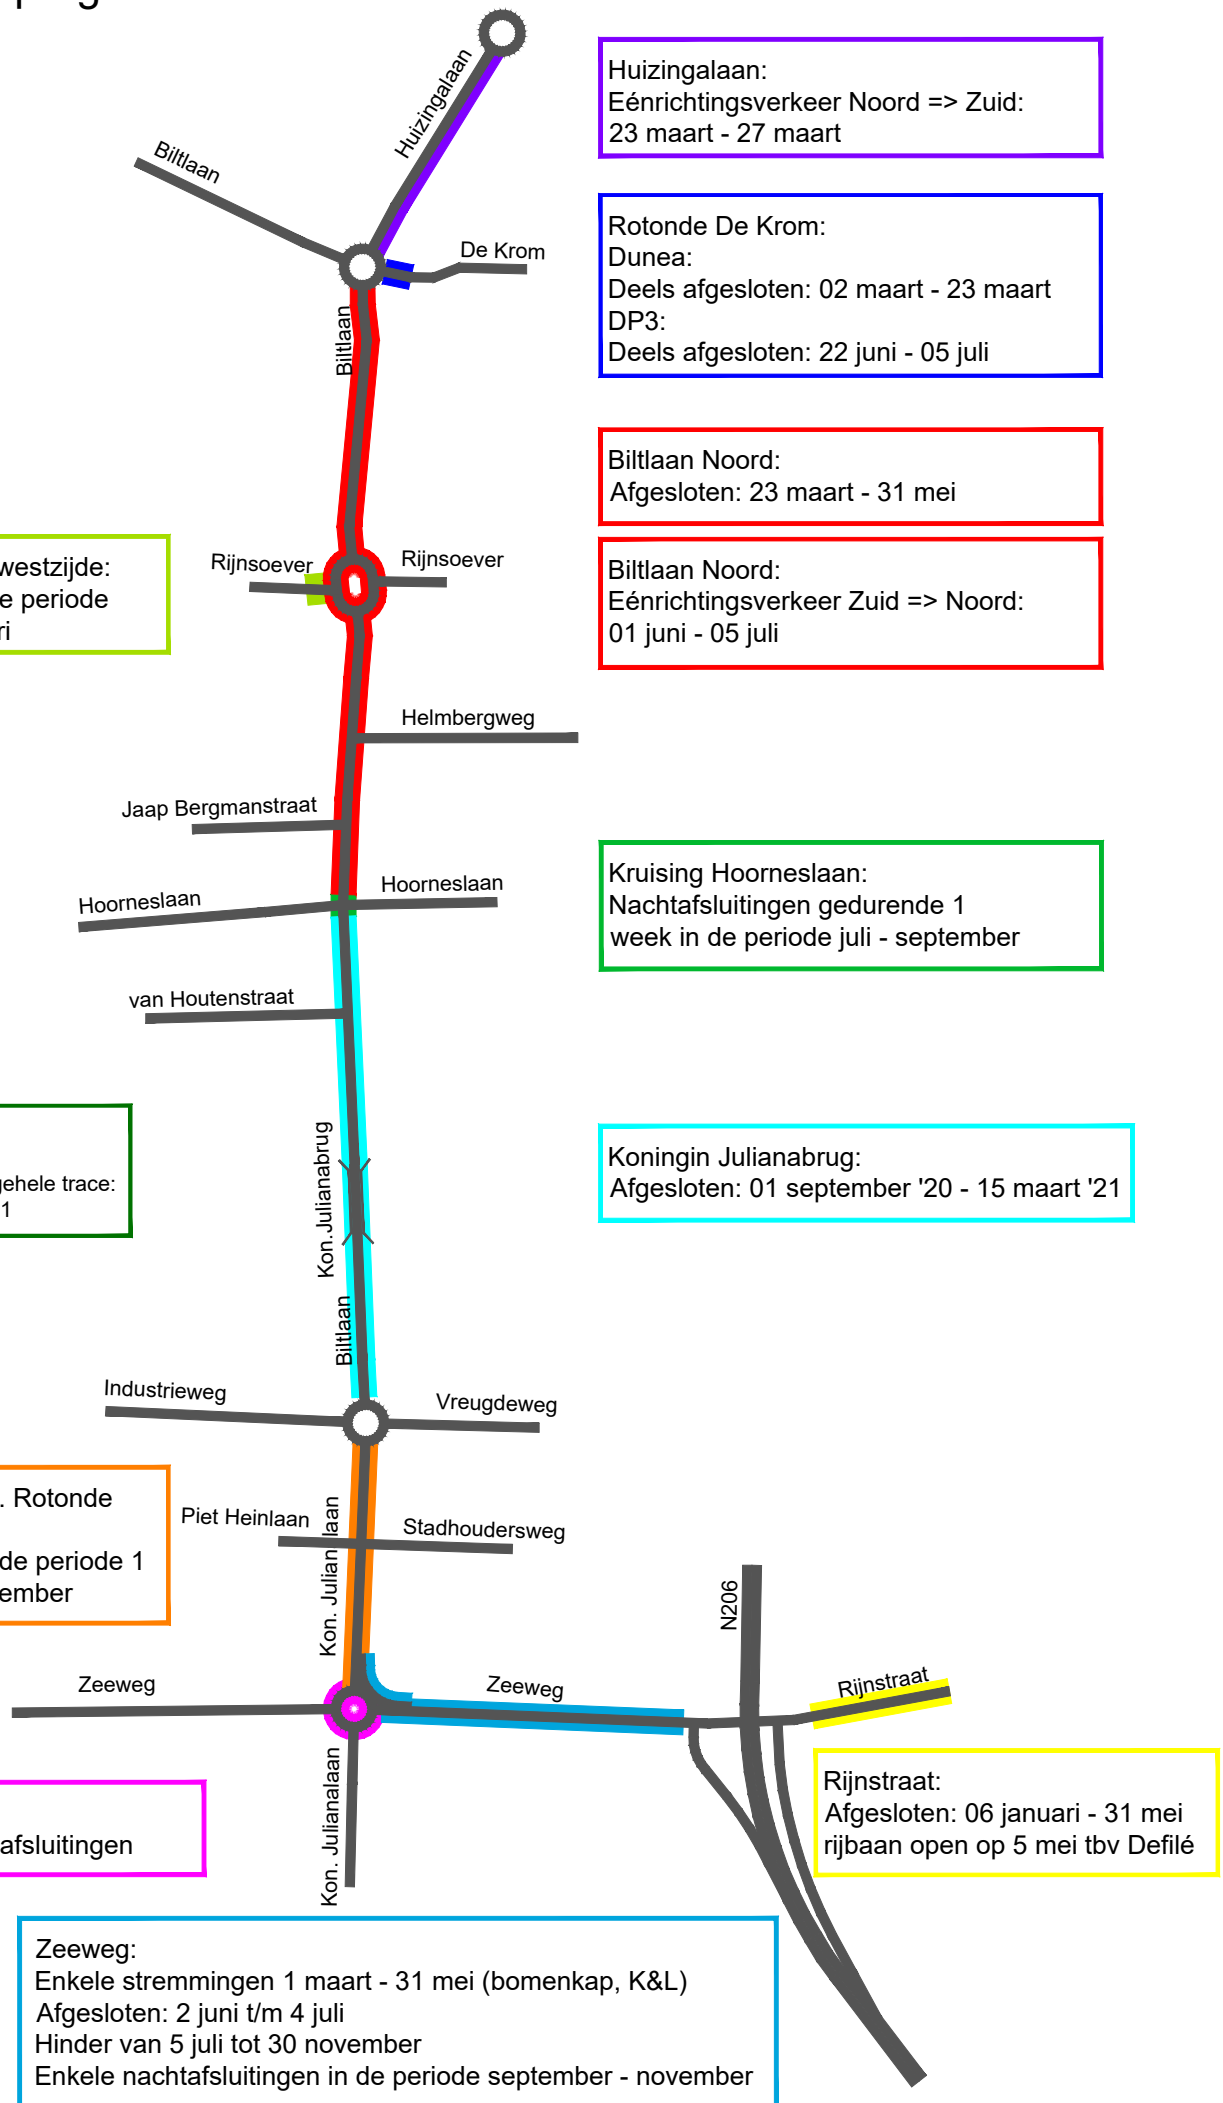 Huizingalaan
Huizingalaan:
Eénrichtingsverkeer Noord => Zuid:
23 maart - 27 maart
Biltlaan
De Krom
Rotonde De Krom:
Dunea:
Deels afgesloten: 02 maart - 23 maart
DP3:
Deels afgesloten: 22 juni - 05 juli
Biltlaan
Biltlaan Noord:
Afgesloten: 23 maart - 31 mei
westzijde:
e periode
ri
Rijnsoever
Rijnsoever
Biltlaan Noord:
Eénrichtingsverkeer Zuid => Noord:
01 juni - 05 juli
Helmbergweg
Jaap Bergmanstraat
Hoorneslaan
Hoorneslaan
Kruising Hoorneslaan:
Nachtafsluitingen gedurende 1
week in de periode juli - september
van Houtenstraat
gehele trace:
1
Kon.Julianabrug
Koningin Julianabrug:
Afgesloten: 01 september '20 - 15 maart '21
Biltlaan
Industrieweg
Vreugdeweg
. Rotonde
de periode 1
ember
Piet Heinlaan
Stadhoudersweg
Kon. Julianalaan
N206
Zeeweg
Zeeweg
Rijnstraat
Kon. Julianalaan
afsluitingen
Rijnstraat:
Afgesloten: 06 januari - 31 mei
rijbaan open op 5 mei tbv Defilé
Zeeweg:
Enkele stremmingen 1 maart - 31 mei (bomenkap, K&L)
Afgesloten: 2 juni t/m 4 juli
Hinder van 5 juli tot 30 november
Enkele nachtafsluitingen in de periode september - november